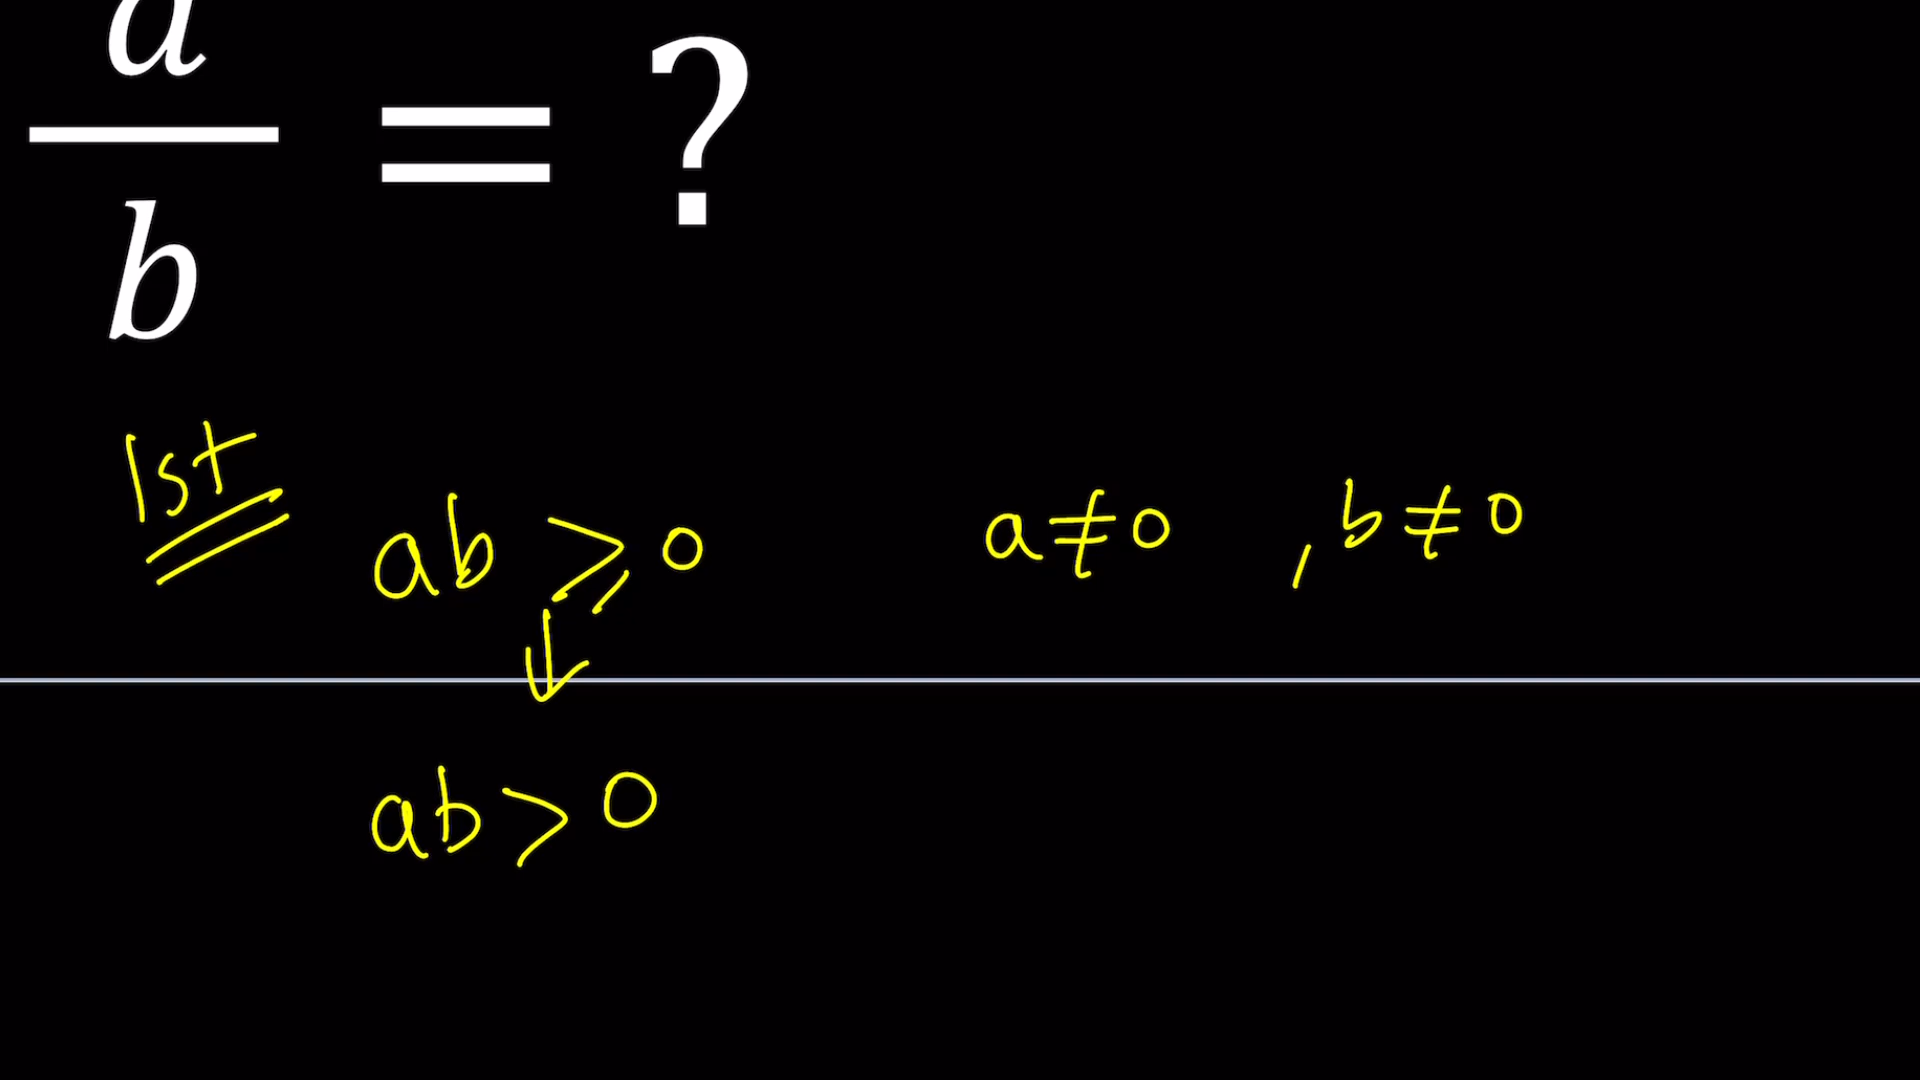 a/b = ?
1st
ab ⩾ 0 a ≠ 0 , b ≠ 0
↓
ab > 0